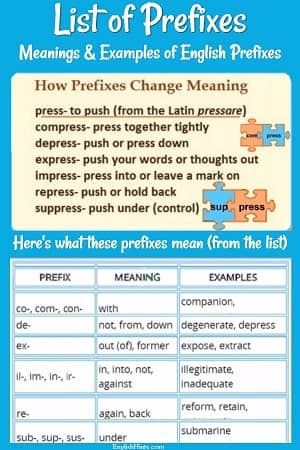 List of Prefixes
Meanings & Examples of English Prefixes
How Prefixes Change Meaning
press- to push (from the Latin pressare)
compress- press together tightly
depress- push or press down
com press
express- push your words or thoughts out
impress- press into or leave a mark on
repress- push or hold back
suppress- push under (control)
sup press
Here's what these prefixes mean (from the list)
PREFIX MEANING EXAMPLES
co-, com-, con- with companion,
de- not, from, down degenerate, depress
ex- out (of), former expose, extract
il-, im-, in-, ir- in, into, not, against illegitimate, inadequate
re- again, back reform, retain,
sub-, sup-, sus- under submarine
EnglishHints.com